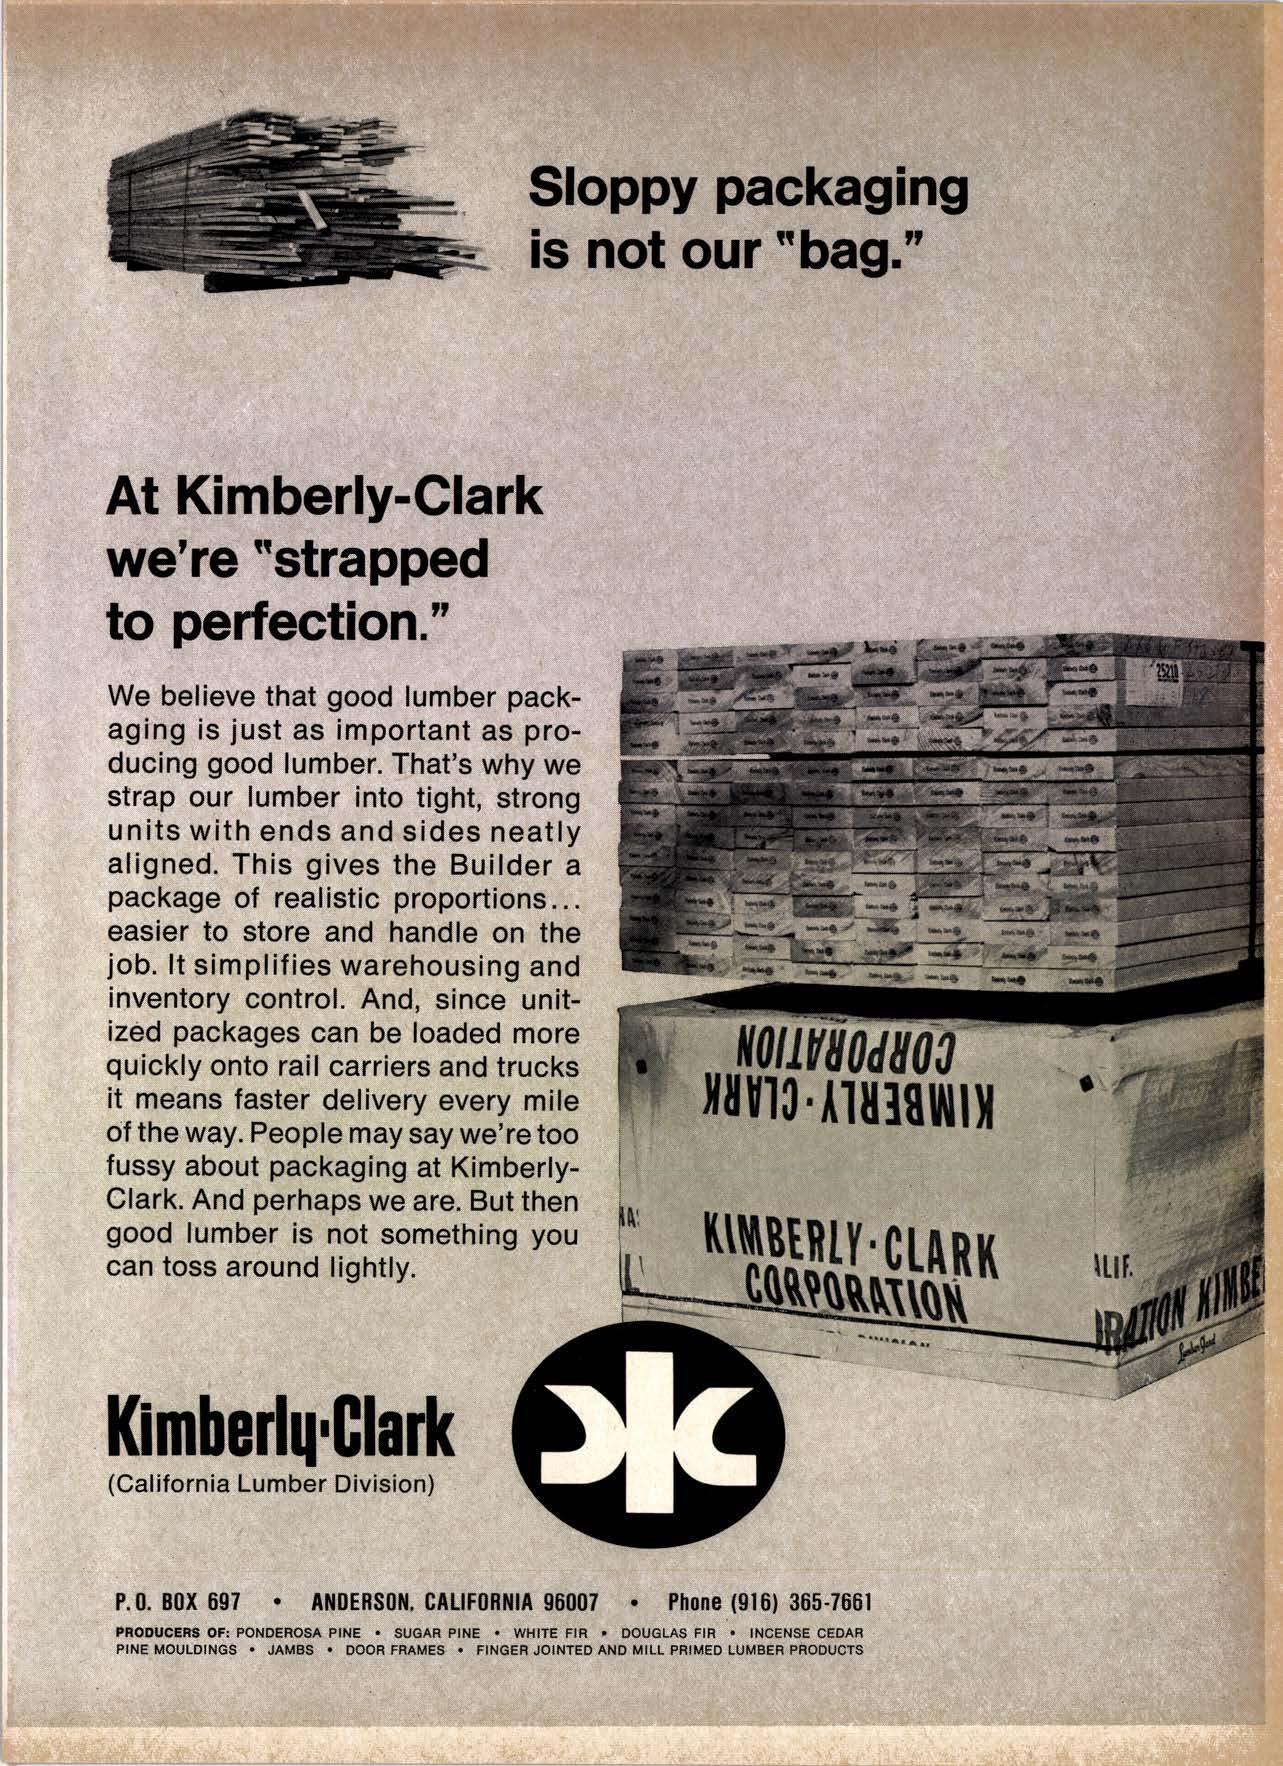 Sloppy packaging
is not our "bag."
At Kimberly-Clark
we're "strapped
to perfection."
We believe that good lumber pack-
aging is just as important as pro-
ducing good lumber. That's why we
strap our lumber into tight, strong
units with ends and sides neatly
aligned. This gives the Builder a
package of realistic proportions...
easier to store and handle on the
job. It simplifies warehousing and
inventory control. And, since unit-
ized packages can be loaded more
quickly onto rail carriers and trucks
it means faster delivery every mile
of the way. People may say we're too
fussy about packaging at Kimberly-
Clark. And perhaps we are. But then
good lumber is not something you
can toss around lightly.
25210
KIMBERLY·CLARK
CORPORATION
KIMBERLY·CLARK
CORPORATION
ALIF.
RATION KIMBE
DIVISION
Kimberly·Clark
(California Lumber Division)
P.O. BOX 697 • ANDERSON, CALIFORNIA 96007 • Phone (916) 365-7661
PRODUCERS OF: PONDEROSA PINE • SUGAR PINE • WHITE FIR • DOUGLAS FIR • INCENSE CEDAR
PINE MOULDINGS • JAMBS • DOOR FRAMES • FINGER JOINTED AND MILL PRIMED LUMBER PRODUCTS